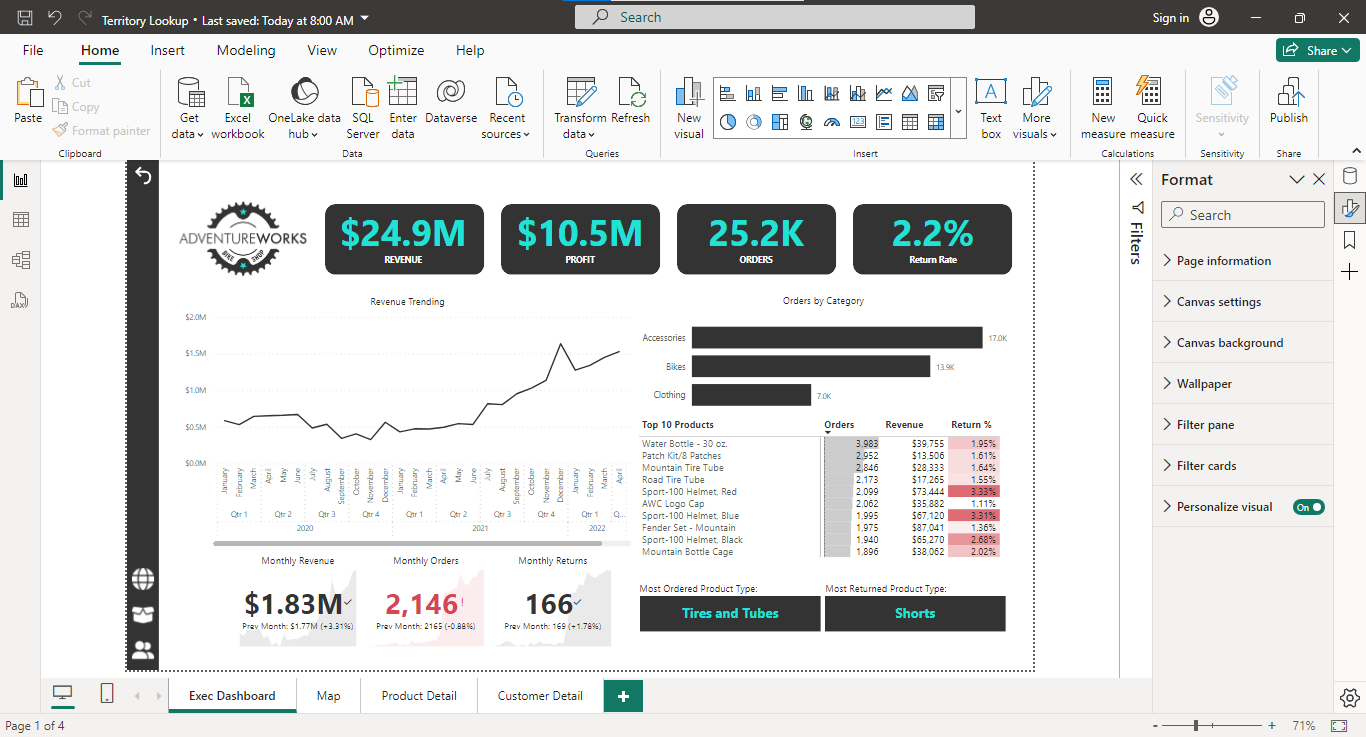 Territory Lookup • Last saved: Today at 8:00 AM
Search
Sign in
File Home Insert Modeling View Optimize Help
Share
Paste
Cut
Copy
Format painter
Clipboard
Get data
Excel workbook
OneLake data hub
SQL Server
Enter data
Dataverse
Recent sources
Data
Transform data
Refresh
Queries
New visual
123
A
Text box
More visuals
Insert
New measure
Quick measure
Calculations
Sensitivity
Sensitivity
Publish
Share
DAX
ADVENTUREWORKS
BIKE SHOP
$24.9M
REVENUE
$10.5M
PROFIT
25.2K
ORDERS
2.2%
Return Rate
Revenue Trending
$2.0M
$1.5M
$1.0M
$0.5M
$0.0M
January February March April May June July August September October November December January February March April May June July August September October November December January February March April
Qtr 1 Qtr 2 Qtr 3 Qtr 4 Qtr 1 Qtr 2 Qtr 3 Qtr 4 Qtr 1 Q...
2020 2021 2022
Orders by Category
Accessories 17.0K
Bikes 13.9K
Clothing 7.0K
Top 10 Products Orders Revenue Return %
Water Bottle - 30 oz. 3,983 $39,755 1.95%
Patch Kit/8 Patches 2,952 $13,506 1.61%
Mountain Tire Tube 2,846 $28,333 1.64%
Road Tire Tube 2,173 $17,265 1.55%
Sport-100 Helmet, Red 2,099 $73,444 3.33%
AWC Logo Cap 2,062 $35,882 1.11%
Sport-100 Helmet, Blue 1,995 $67,120 3.31%
Fender Set - Mountain 1,975 $87,041 1.36%
Sport-100 Helmet, Black 1,940 $65,270 2.68%
Mountain Bottle Cage 1,896 $38,062 2.02%
Monthly Revenue
$1.83M
Prev Month: $1.77M (+3.31%)
Monthly Orders
2,146!
Prev Month: 2165 (-0.88%)
Monthly Returns
166
Prev Month: 169 (+1.78%)
Most Ordered Product Type:
Tires and Tubes
Most Returned Product Type:
Shorts
Filters
Format
Search
Page information
Canvas settings
Canvas background
Wallpaper
Filter pane
Filter cards
Personalize visual On
Exec Dashboard Map Product Detail Customer Detail +
Page 1 of 4
- + 71%